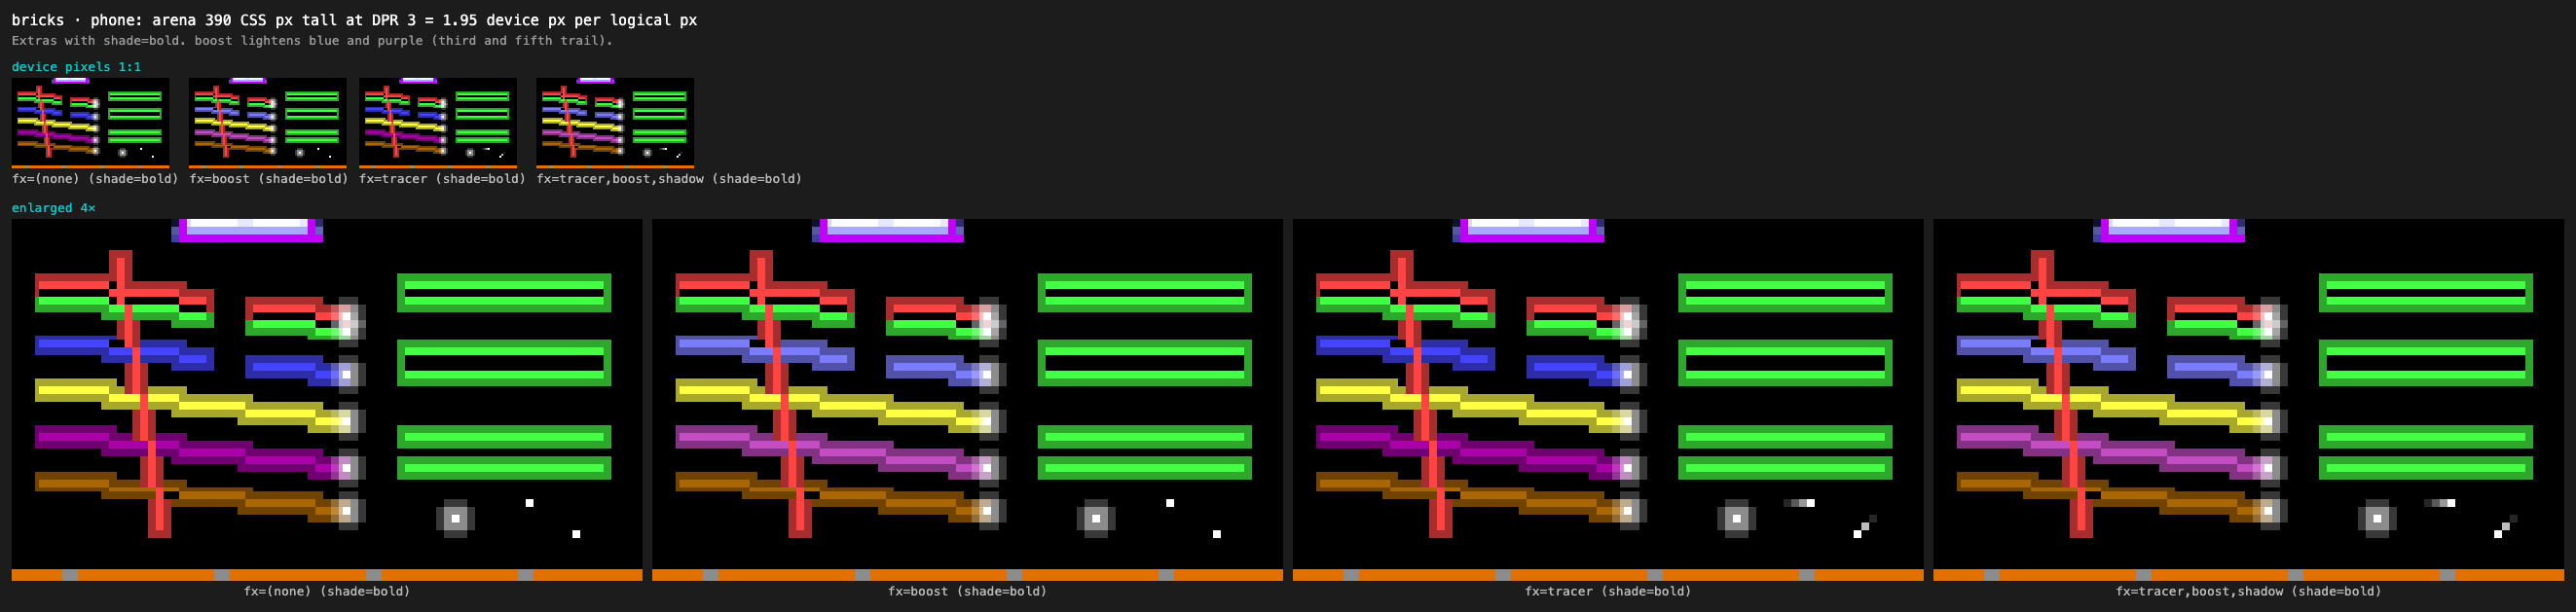 bricks · phone: arena 390 CSS px tall at DPR 3 = 1.95 device px per logical px
Extras with shade=bold. boost lightens blue and purple (third and fifth trail).
device pixels 1:1
fx=(none) (shade=bold) fx=boost (shade=bold) fx=tracer (shade=bold) fx=tracer,boost,shadow (shade=bold)
enlarged 4×
fx=(none) (shade=bold) fx=boost (shade=bold) fx=tracer (shade=bold) fx=tracer,boost,shadow (shade=bold)